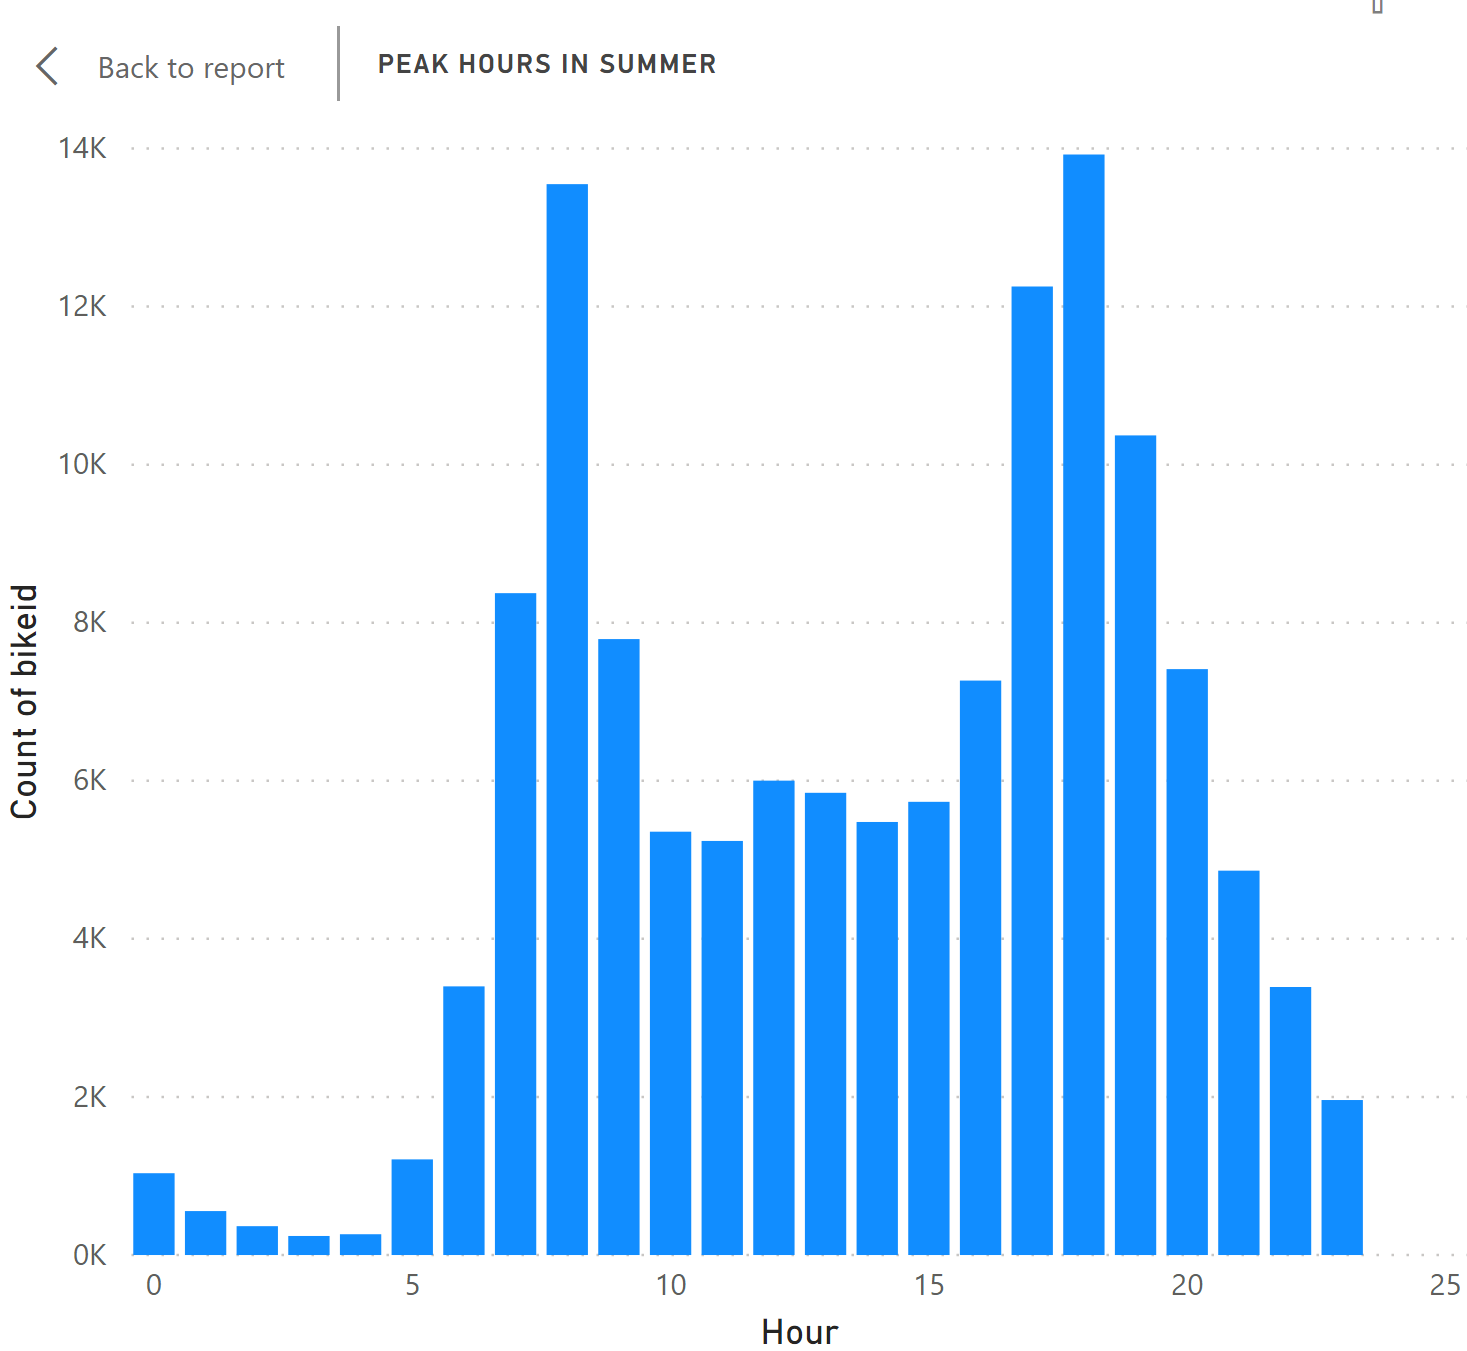 Back to report
PEAK HOURS IN SUMMER
14K
12K
10K
8K
6K
4K
2K
0K
Count of bikeid
0 5 10 15 20 25
Hour